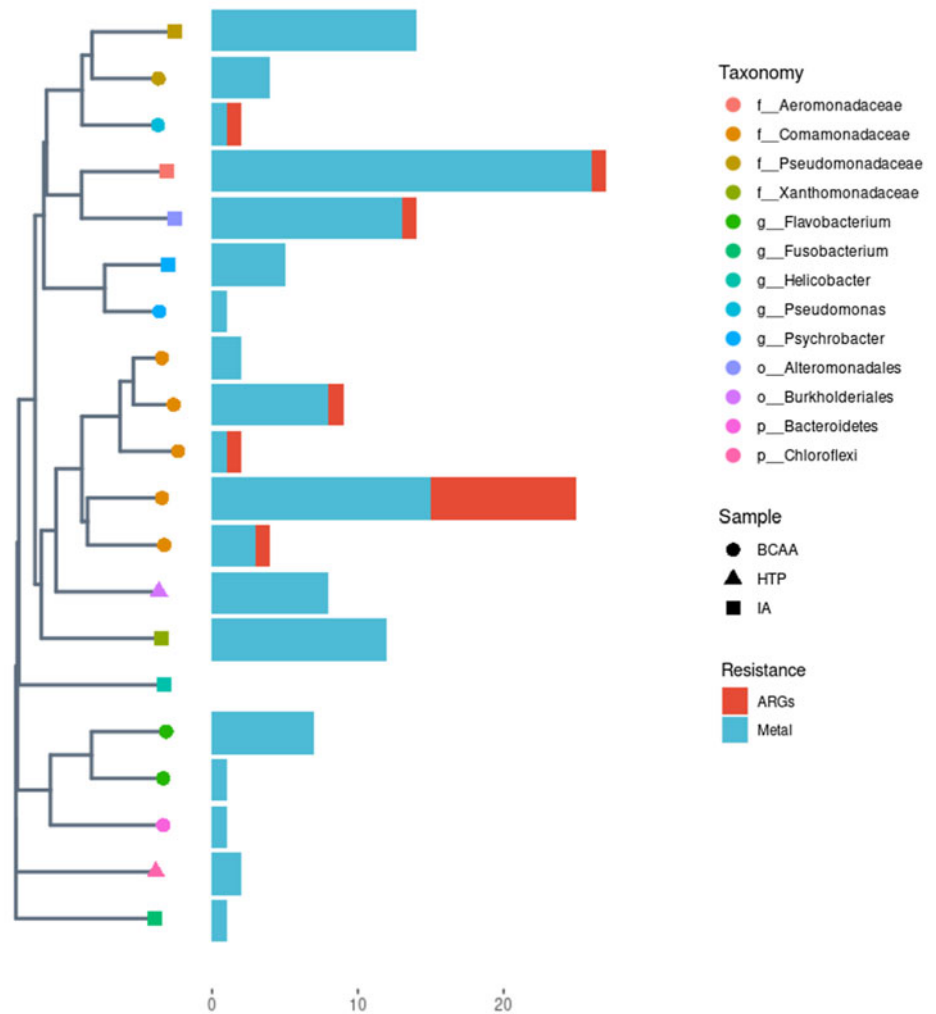 Taxonomy
f__Aeromonadaceae
f__Comamonadaceae
f__Pseudomonadaceae
f__Xanthomonadaceae
g__Flavobacterium
g__Fusobacterium
g__Helicobacter
g__Pseudomonas
g__Psychrobacter
o__Alteromonadales
o__Burkholderiales
p__Bacteroidetes
p__Chloroflexi
Sample
BCAA
HTP
IA
Resistance
ARGs
Metal
0 10 20